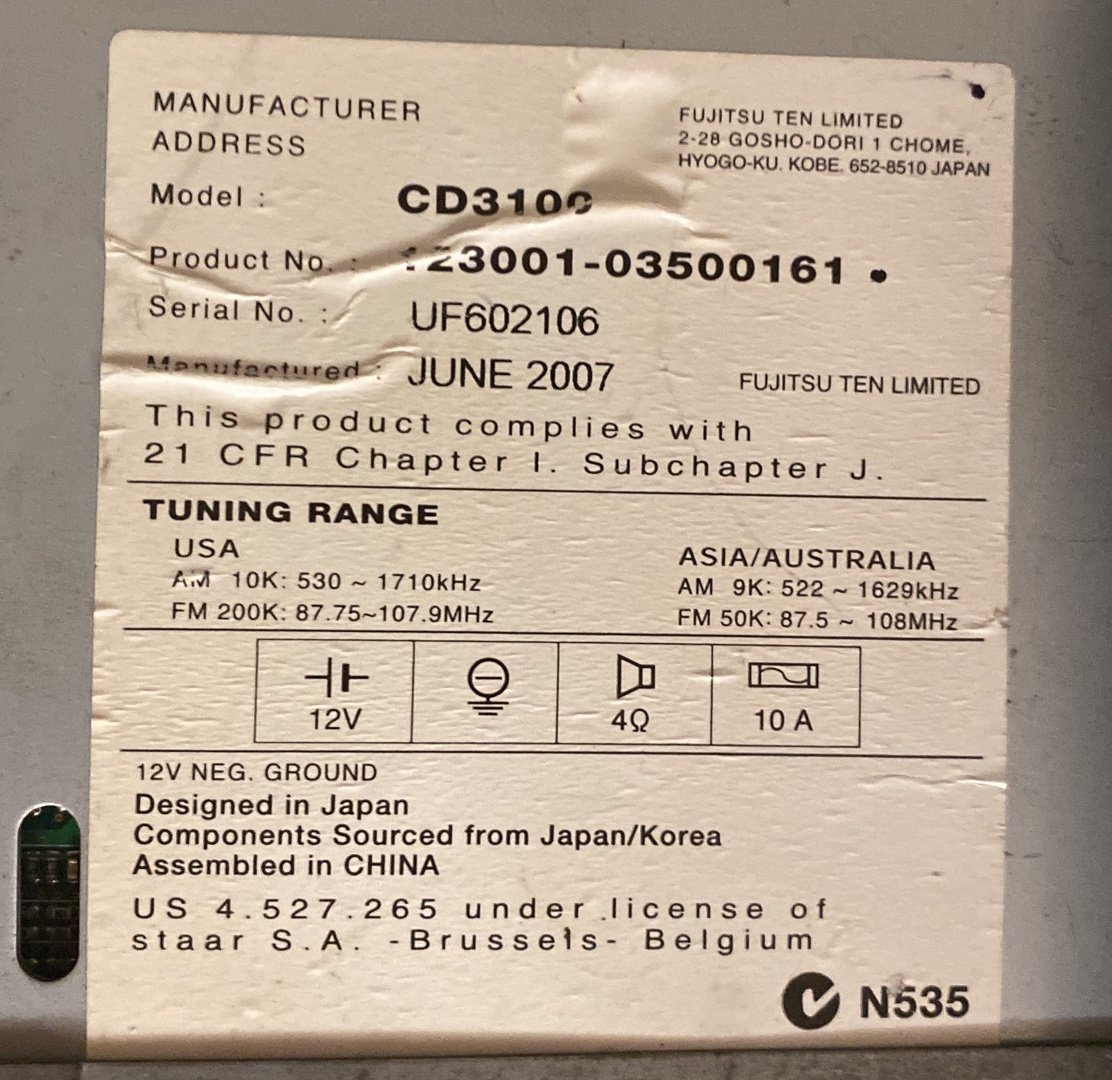 MANUFACTURER
ADDRESS
FUJITSU TEN LIMITED
2-28 GOSHO-DORI 1 CHOME,
HYOGO-KU. KOBE. 652-8510 JAPAN
Model : CD3100
Product No. : 123001-03500161 •
Serial No. : UF602106
Manufactured : JUNE 2007 FUJITSU TEN LIMITED
This product complies with
21 CFR Chapter I. Subchapter J.
TUNING RANGE
USA
AM 10K: 530 ~ 1710kHz
FM 200K: 87.75~107.9MHz
ASIA/AUSTRALIA
AM 9K: 522 ~ 1629kHz
FM 50K: 87.5 ~ 108MHz
12V 4Ω 10 A
12V NEG. GROUND
Designed in Japan
Components Sourced from Japan/Korea
Assembled in CHINA
US 4.527.265 under license of
staar S.A. -Brussels- Belgium
N535